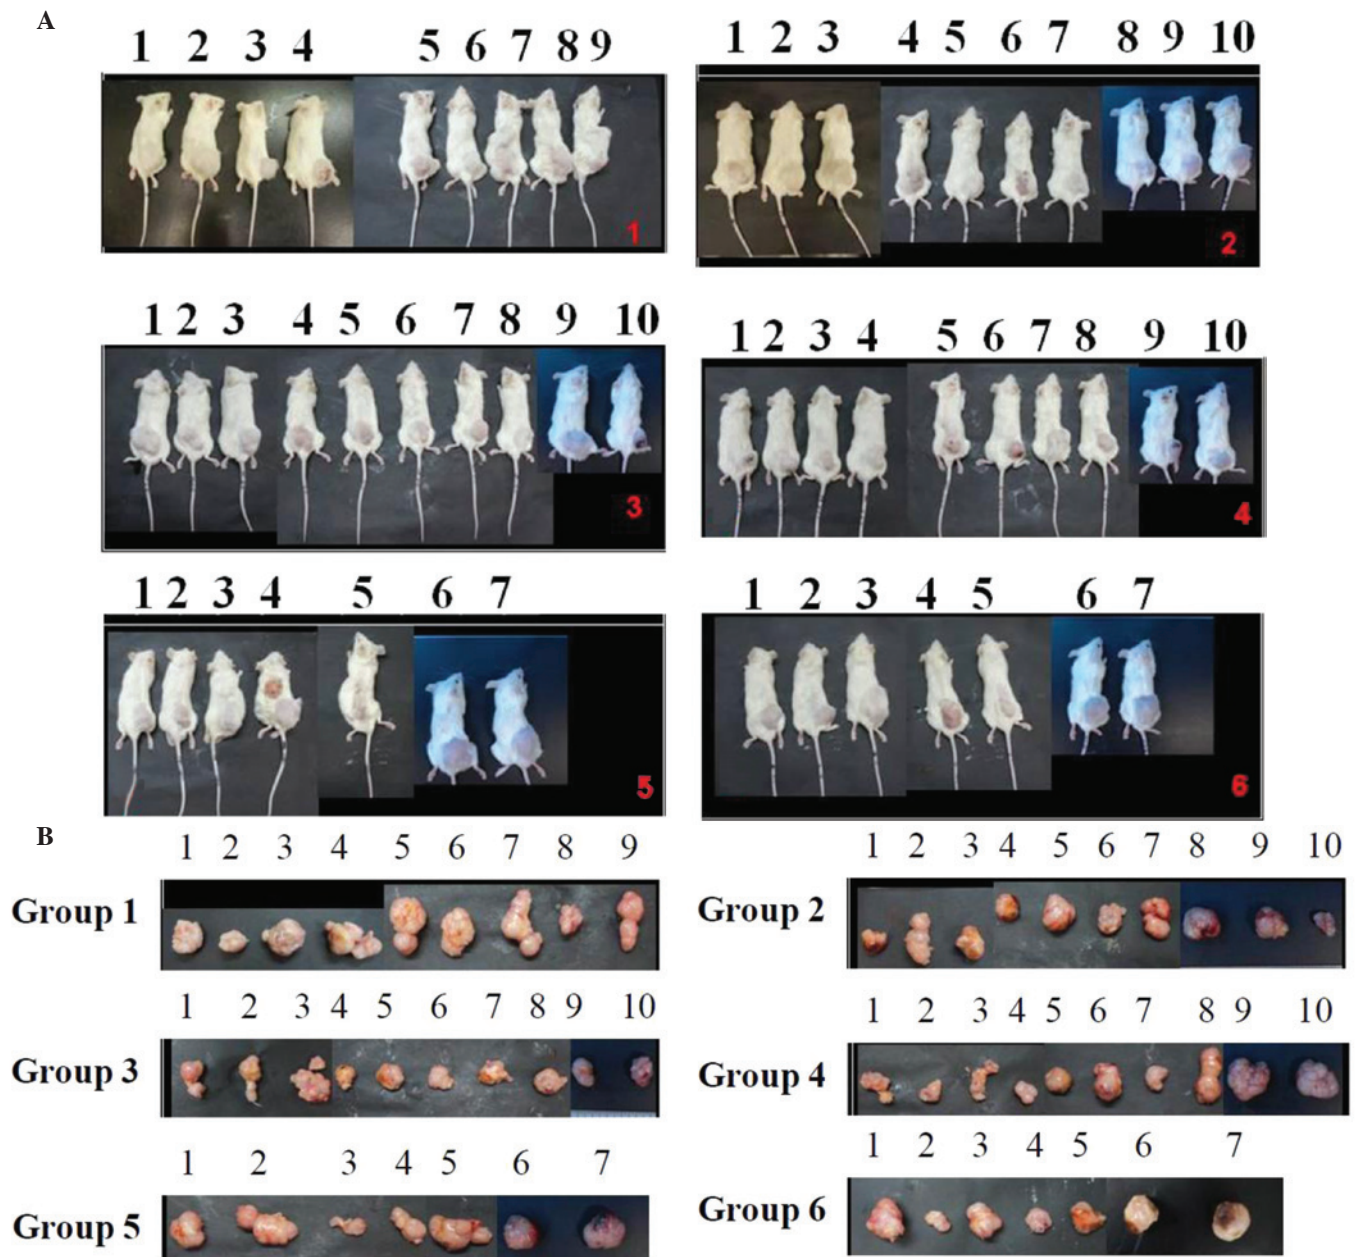 A
1 2 3 4 5 6 7 8 9
1
1 2 3 4 5 6 7 8 9 10
2
1 2 3 4 5 6 7 8 9 10
3
1 2 3 4 5 6 7 8 9 10
4
1 2 3 4 5 6 7
5
1 2 3 4 5 6 7
6
B
1 2 3 4 5 6 7 8 9
Group 1
1 2 3 4 5 6 7 8 9 10
Group 2
1 2 3 4 5 6 7 8 9 10
Group 3
1 2 3 4 5 6 7 8 9 10
Group 4
1 2 3 4 5 6 7
Group 5
1 2 3 4 5 6 7
Group 6